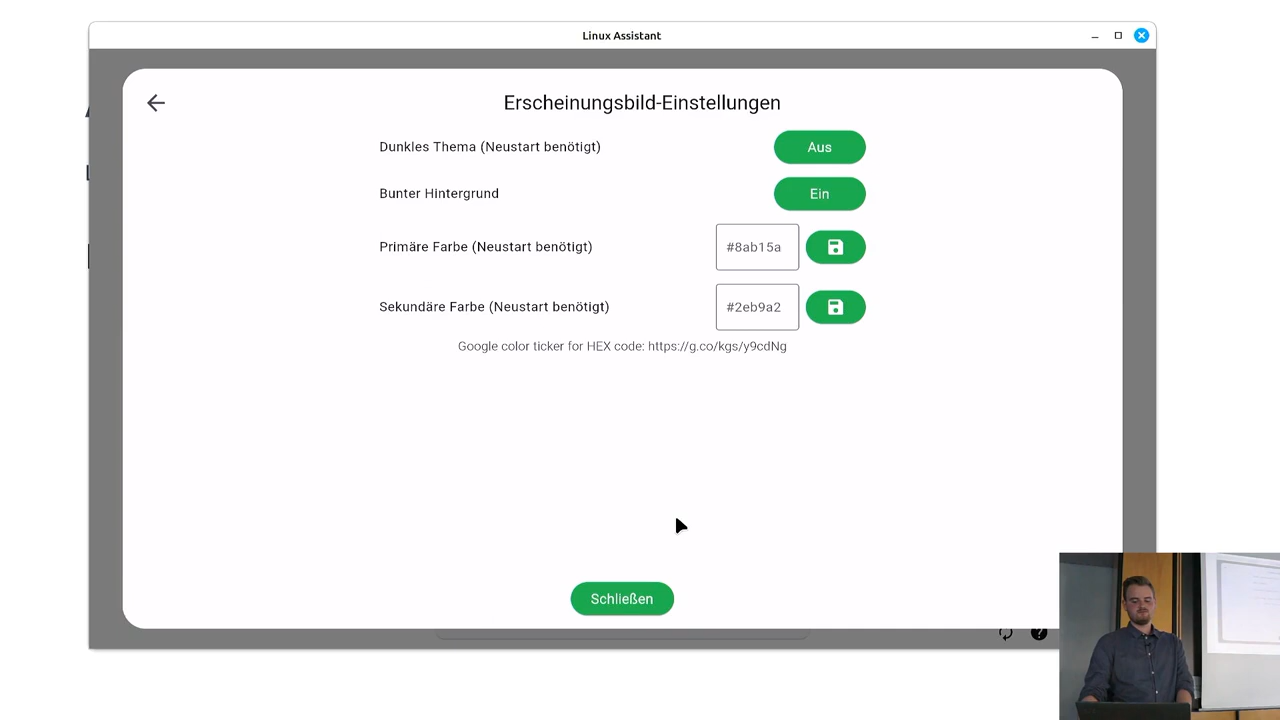 Linux Assistant
Erscheinungsbild-Einstellungen
Dunkles Thema (Neustart benötigt)
Aus
Bunter Hintergrund
Ein
Primäre Farbe (Neustart benötigt)
#8ab15a
Sekundäre Farbe (Neustart benötigt)
#2eb9a2
Google color ticker for HEX code: https://g.co/kgs/y9cdNg
Schließen